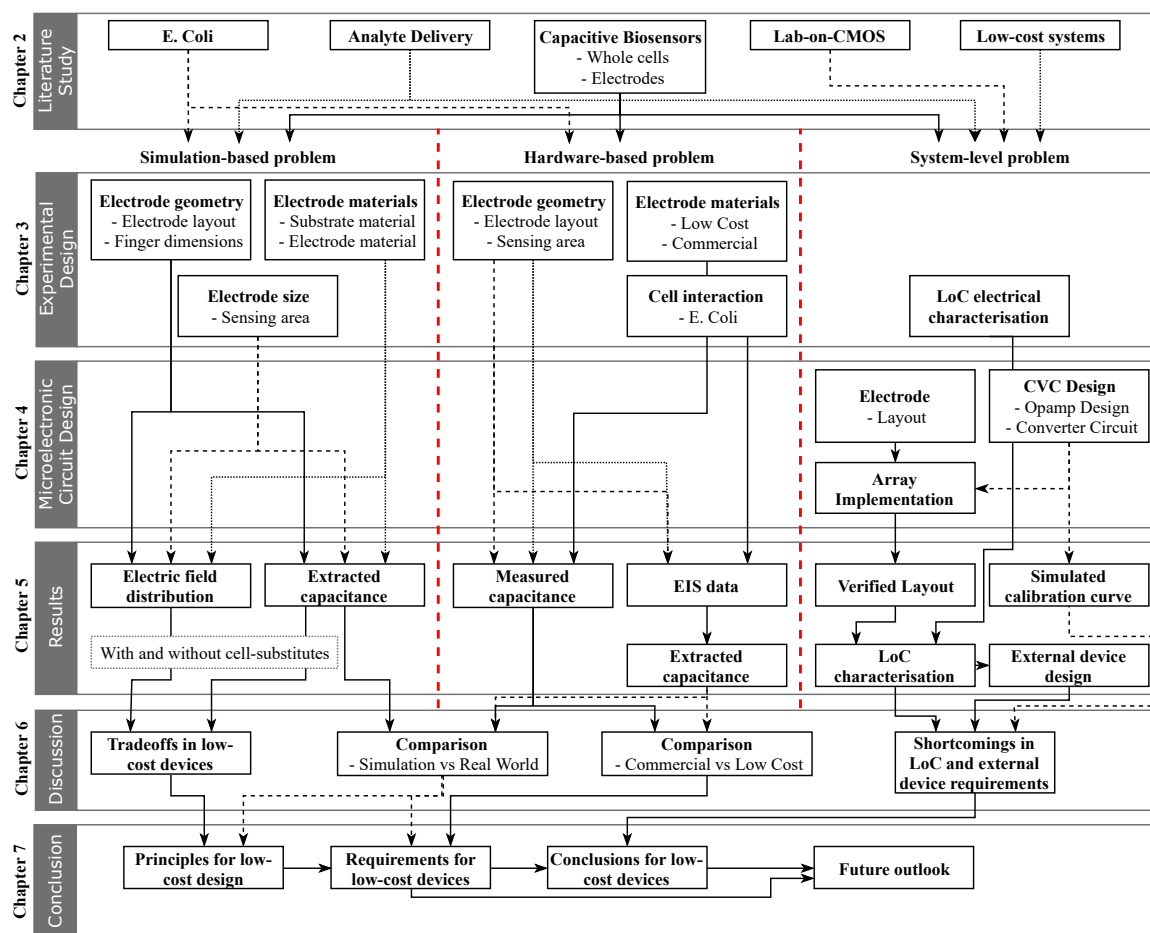 Chapter 2
Literature
Study
E. Coli
Analyte Delivery
Capacitive Biosensors
- Whole cells
- Electrodes
Lab-on-CMOS
Low-cost systems
Simulation-based problem
Hardware-based problem
System-level problem
Chapter 3
Experimental
Design
Electrode geometry
- Electrode layout
- Finger dimensions
Electrode materials
- Substrate material
- Electrode material
Electrode size
- Sensing area
Electrode geometry
- Electrode layout
- Sensing area
Electrode materials
- Low Cost
- Commercial
Cell interaction
- E. Coli
LoC electrical
characterisation
Chapter 4
Microelectronic
Circuit Design
Electrode
- Layout
CVC Design
- Opamp Design
- Converter Circuit
Array
Implementation
Chapter 5
Results
Electric field
distribution
Extracted
capacitance
With and without cell-substitutes
Measured
capacitance
EIS data
Extracted
capacitance
Verified Layout
Simulated
calibration curve
LoC
characterisation
External device
design
Chapter 6
Discussion
Tradeoffs in low-
cost devices
Comparison
- Simulation vs Real World
Comparison
- Commercial vs Low Cost
Shortcomings in
LoC and external
device requirements
Chapter 7
Conclusion
Principles for low-
cost design
Requirements for
low-cost devices
Conclusions for low-
cost devices
Future outlook